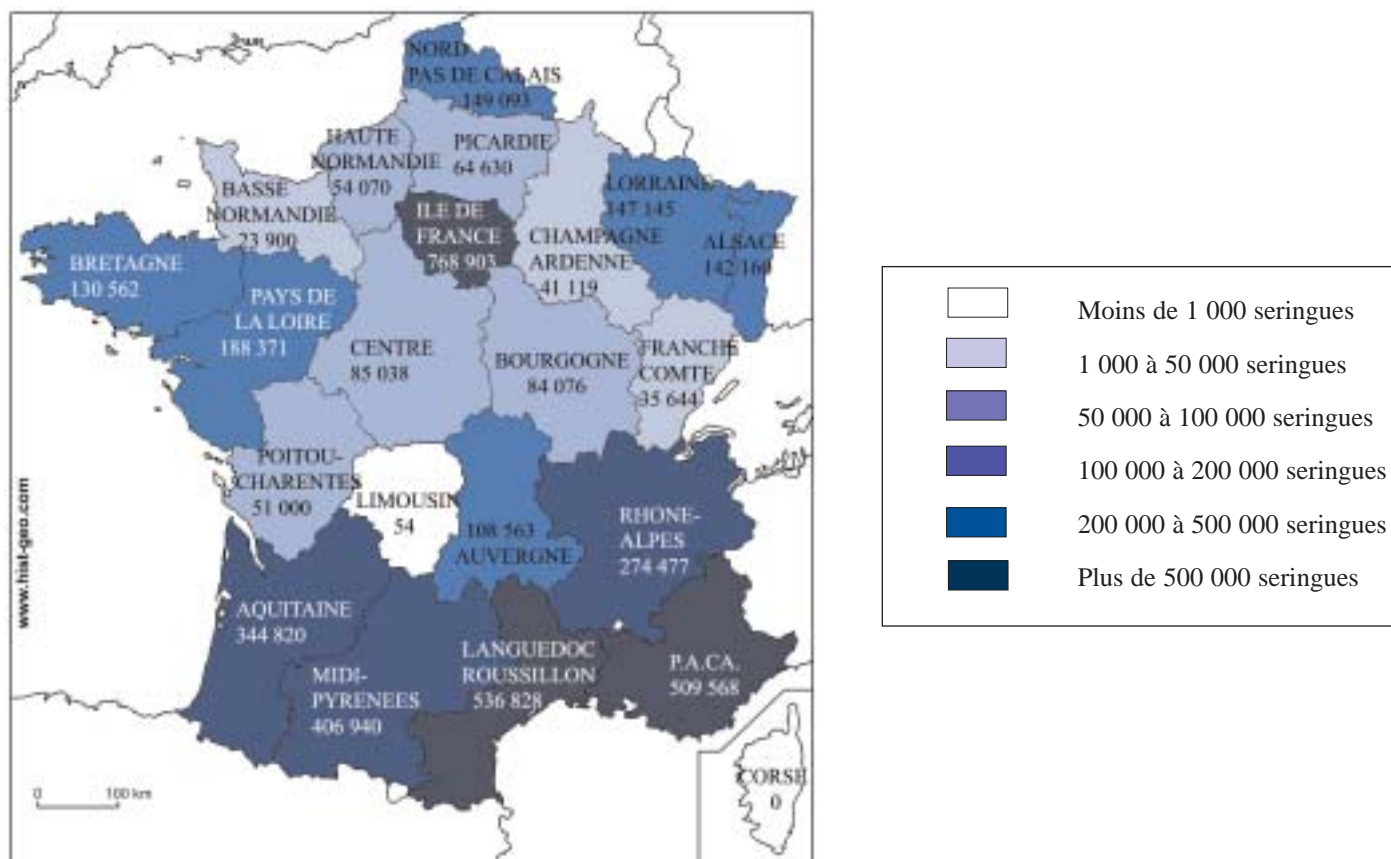 NORD
PAS DE CALAIS
149 093
HAUTE
NORMANDIE
54 070
PICARDIE
64 630
BASSE
NORMANDIE
23 900
ILE DE
FRANCE
768 903
CHAMPAGNE
ARDENNE
41 119
LORRAINE
147 145
ALSACE
142 160
BRETAGNE
130 562
PAYS DE
LA LOIRE
188 371
CENTRE
85 038
BOURGOGNE
84 076
FRANCHE
COMTE
35 644
POITOU-
CHARENTES
51 000
LIMOUSIN
54
108 563
AUVERGNE
RHONE-
ALPES
274 477
AQUITAINE
344 820
MIDI-
PYRENEES
406 940
LANGUEDOC
ROUSSILLON
536 828
P.A.CA.
509 568
CORSE
0
www.hist-geo.com
0 100 km
Moins de 1 000 seringues
1 000 à 50 000 seringues
50 000 à 100 000 seringues
100 000 à 200 000 seringues
200 000 à 500 000 seringues
Plus de 500 000 seringues